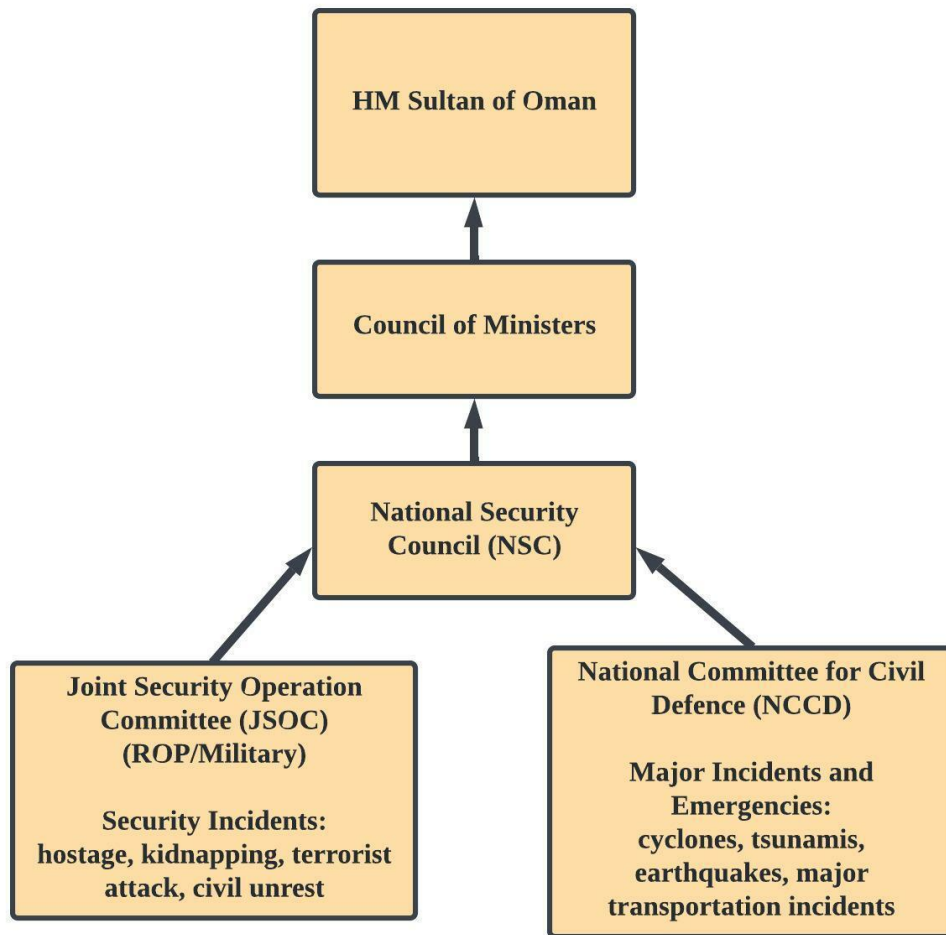 HM Sultan of Oman
Council of Ministers
National Security
Council (NSC)
Joint Security Operation
Committee (JSOC)
(ROP/Military)
Security Incidents:
hostage, kidnapping, terrorist
attack, civil unrest
National Committee for Civil
Defence (NCCD)
Major Incidents and
Emergencies:
cyclones, tsunamis,
earthquakes, major
transportation incidents